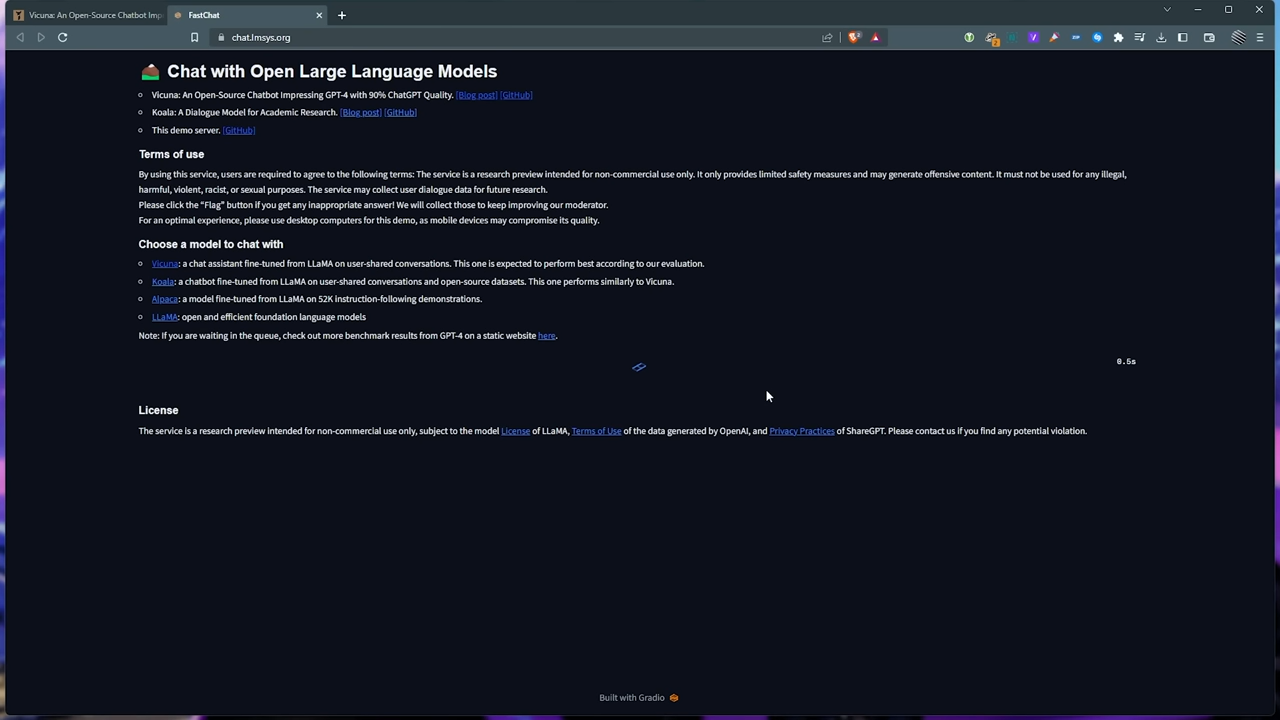 Vicuna: An Open-Source Chatbot Imp
FastChat
chat.lmsys.org
Chat with Open Large Language Models
Vicuna: An Open-Source Chatbot Impressing GPT-4 with 90% ChatGPT Quality. [Blog post] [GitHub]
Koala: A Dialogue Model for Academic Research. [Blog post] [GitHub]
This demo server. [GitHub]
Terms of use
By using this service, users are required to agree to the following terms: The service is a research preview intended for non-commercial use only. It only provides limited safety measures and may generate offensive content. It must not be used for any illegal,
harmful, violent, racist, or sexual purposes. The service may collect user dialogue data for future research.
Please click the “Flag” button if you get any inappropriate answer! We will collect those to keep improving our moderator.
For an optimal experience, please use desktop computers for this demo, as mobile devices may compromise its quality.
Choose a model to chat with
Vicuna: a chat assistant fine-tuned from LLaMA on user-shared conversations. This one is expected to perform best according to our evaluation.
Koala: a chatbot fine-tuned from LLaMA on user-shared conversations and open-source datasets. This one performs similarly to Vicuna.
Alpaca: a model fine-tuned from LLaMA on 52K instruction-following demonstrations.
LLaMA: open and efficient foundation language models
Note: If you are waiting in the queue, check out more benchmark results from GPT-4 on a static website here.
0.5s
License
The service is a research preview intended for non-commercial use only, subject to the model License of LLaMA, Terms of Use of the data generated by OpenAI, and Privacy Practices of ShareGPT. Please contact us if you find any potential violation.
Built with Gradio